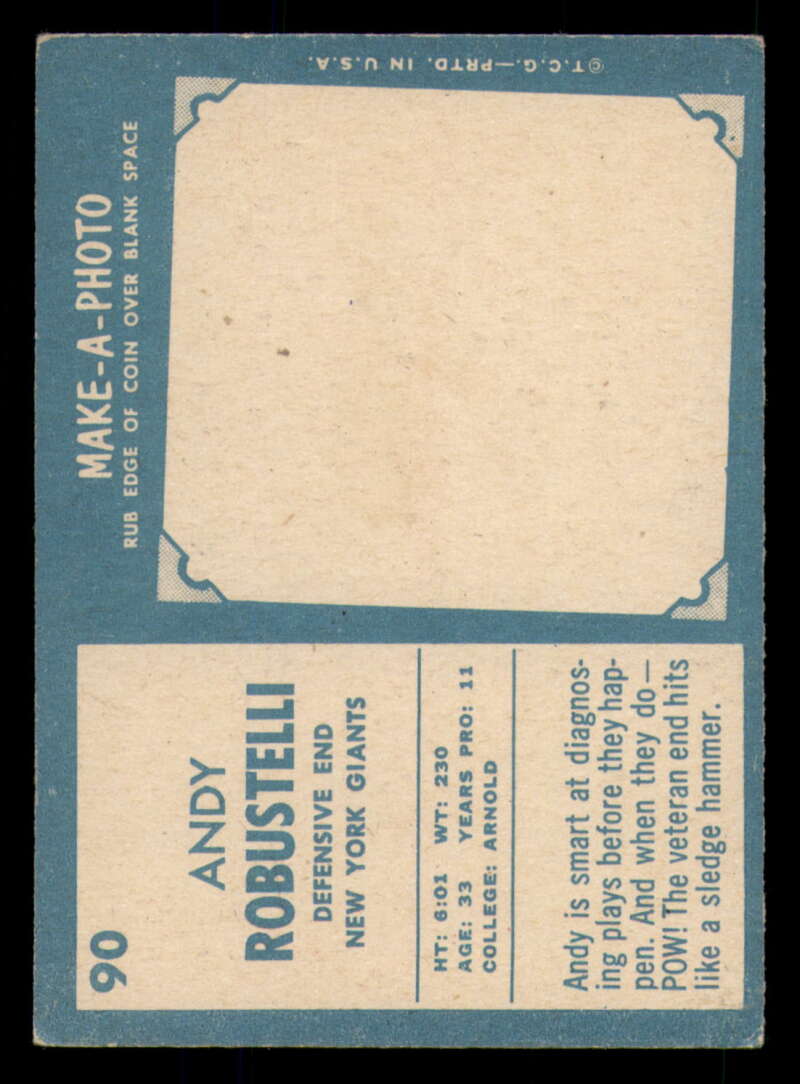 90
ANDY
ROBUSTELLI
DEFENSIVE END
NEW YORK GIANTS
HT: 6:01 WT: 230
AGE: 33 YEARS PRO: 11
COLLEGE: ARNOLD
Andy is smart at diagnos-
ing plays before they hap-
pen. And when they do—
POW! The veteran end hits
like a sledge hammer.
MAKE-A-PHOTO
RUB EDGE OF COIN OVER BLANK SPACE
©T.C.G.—PRTD. IN U.S.A.